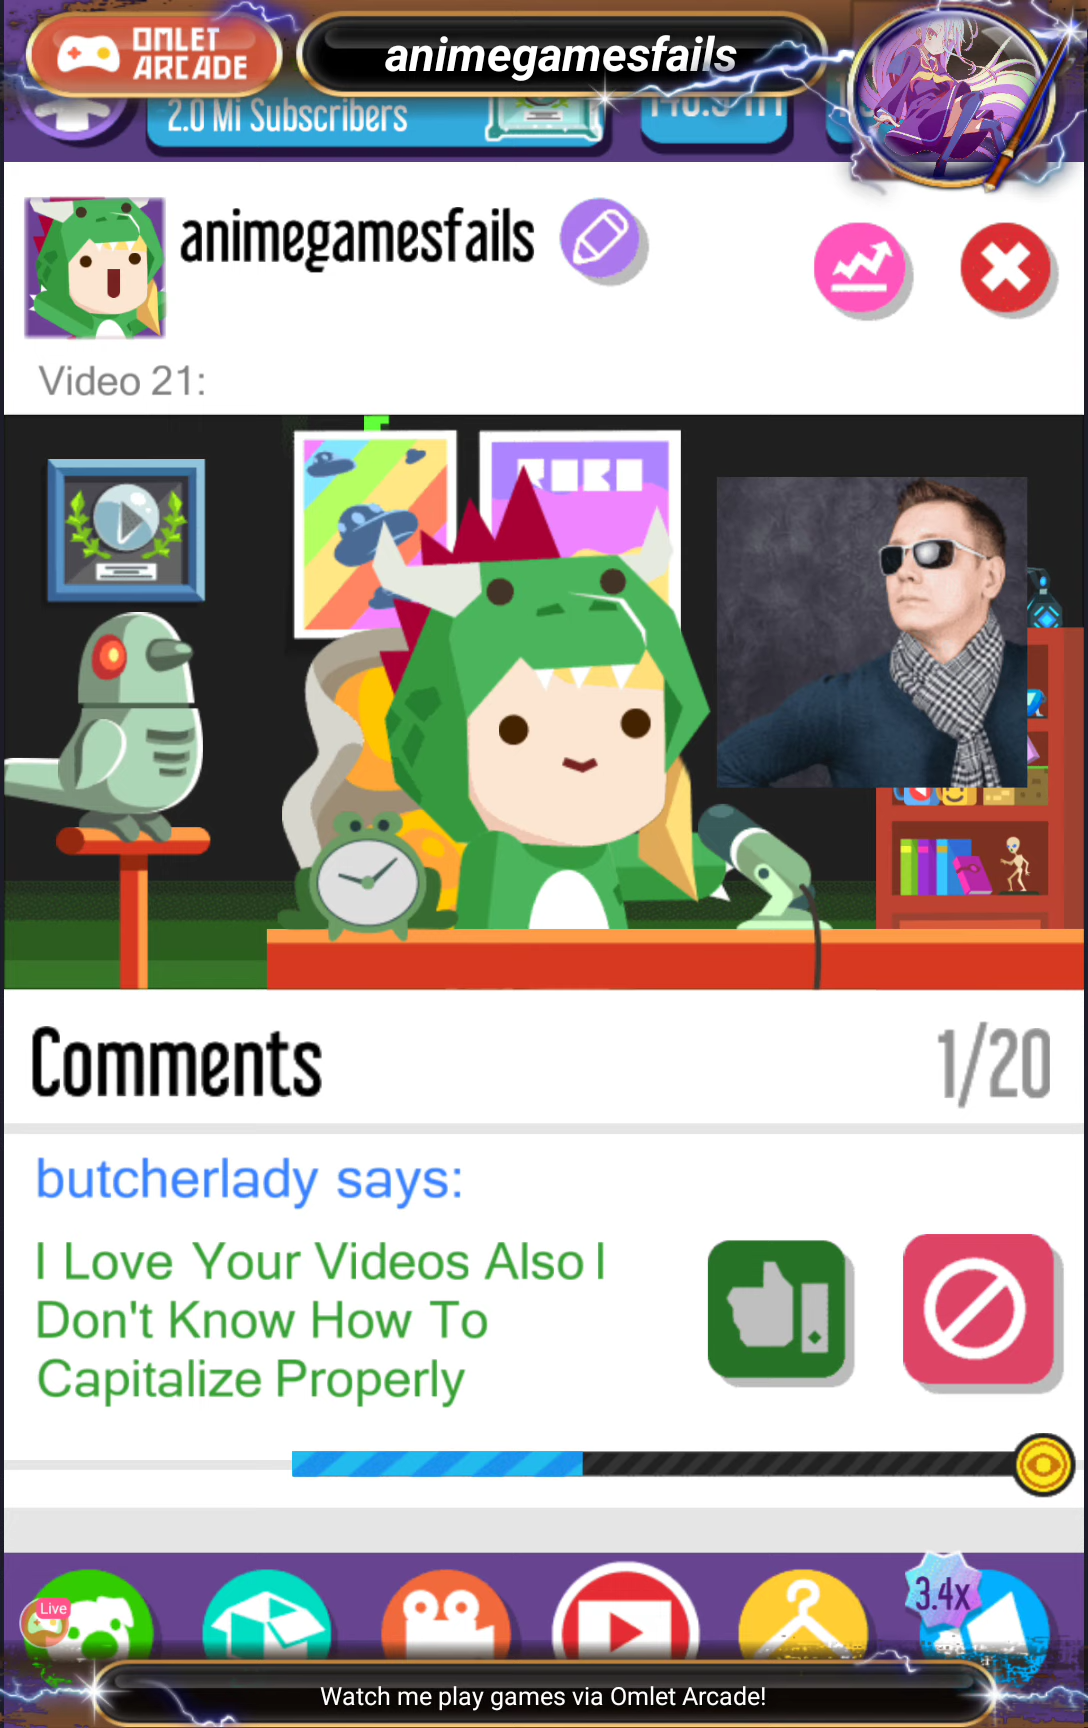 OMLET
ARCADE
animegamesfails
2.0 Mi Subscribers
animegamesfails
Video 21:
Comments
1/20
butcherlady says:
I Love Your Videos Also I
Don't Know How To
Capitalize Properly
Live
3.4x
Watch me play games via Omlet Arcade!